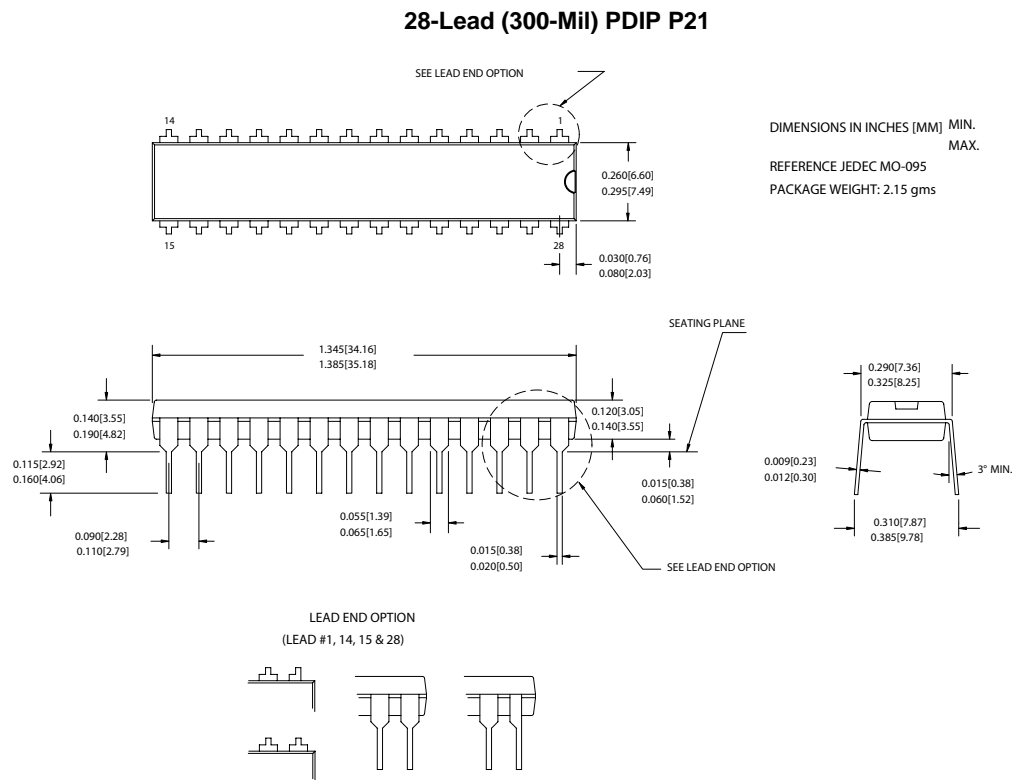 28-Lead (300-Mil) PDIP P21
SEE LEAD END OPTION
14
1
DIMENSIONS IN INCHES [MM] MIN.
MAX.
REFERENCE JEDEC MO-095
PACKAGE WEIGHT: 2.15 gms
0.260[6.60]
0.295[7.49]
15
28
0.030[0.76]
0.080[2.03]
SEATING PLANE
1.345[34.16]
1.385[35.18]
0.290[7.36]
0.325[8.25]
0.140[3.55]
0.190[4.82]
0.120[3.05]
0.140[3.55]
0.115[2.92]
0.160[4.06]
0.009[0.23]
0.012[0.30]
3° MIN.
0.015[0.38]
0.060[1.52]
0.055[1.39]
0.065[1.65]
0.090[2.28]
0.110[2.79]
0.310[7.87]
0.385[9.78]
0.015[0.38]
0.020[0.50]
SEE LEAD END OPTION
LEAD END OPTION
(LEAD #1, 14, 15 & 28)